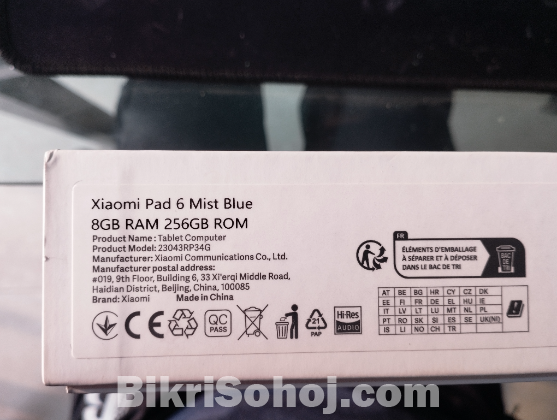 Xiaomi Pad 6 Mist Blue
8GB RAM 256GB ROM
Product Name: Tablet Computer
Product Model: 23043RP34G
Manufacturer: Xiaomi Communications Co., Ltd.
Manufacturer postal address:
#019, 9th Floor, Building 6, 33 Xi'erqi Middle Road,
Haidian District, Beijing, China, 100085
Brand: Xiaomi Made in China
CE
QC
PASS
21
PAP
Hi-Res
AUDIO
FR
ÉLÉMENTS D'EMBALLAGE
À SÉPARER ET À DÉPOSER
DANS LE BAC DE TRI
AT BE BG HR CY CZ DK
EE FI FR DE EL HU IE
IT LV LT LU MT NL PL
PT RO SK SI ES SE UK(NI)
IS LI NO CH TR
BikriSohoj.com